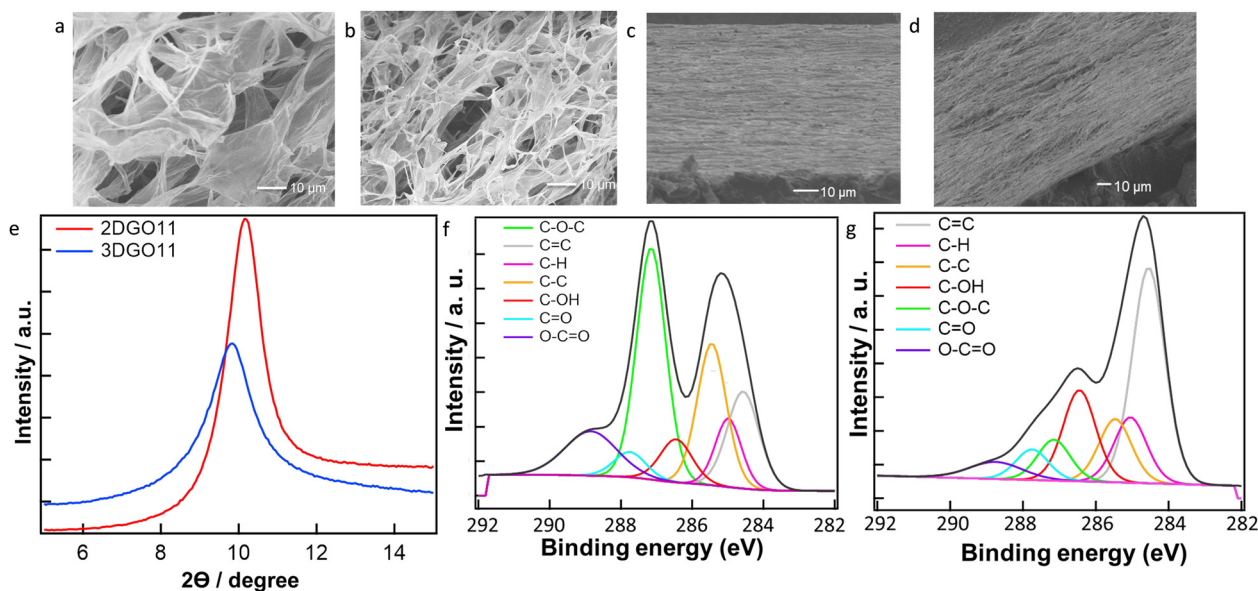 a
10 µm
b
10 µm
c
10 µm
d
10 µm
e
2DGO11
3DGO11
Intensity / a.u.
6 8 10 12 14
2Θ / degree
f
C-O-C
C=C
C-H
C-C
C-OH
C=O
O-C=O
Intensity / a. u.
292 290 288 286 284 282
Binding energy (eV)
g
C=C
C-H
C-C
C-OH
C-O-C
C=O
O-C=O
Intensity / a. u.
292 290 288 286 284 282
Binding energy (eV)